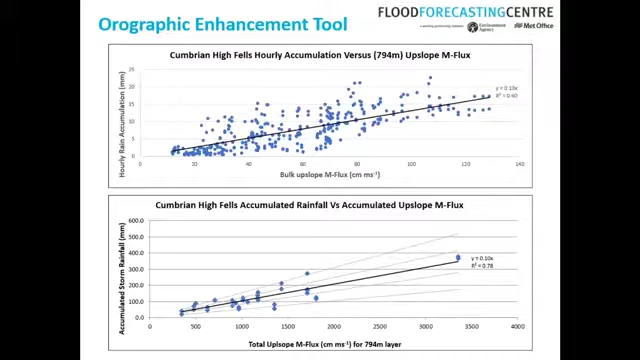 Orographic Enhancement Tool
FLOODFORECASTINGCENTRE
a working partnership between
Environment Agency
Met Office
Cumbrian High Fells Hourly Accumulation Versus (794m) Upslope M-Flux
Hourly Rain Accumulation (mm)
25
20
15
10
5
0
y = 0.13x
R² = 0.60
0 20 40 60 80 100 120 140
Bulk upslope M-Flux (cm ms⁻¹)
Cumbrian High Fells Accumulated Rainfall Vs Accumulated Upslope M-Flux
Accumulated Storm Rainfall (mm)
600.0
500.0
400.0
300.0
200.0
100.0
0.0
y = 0.10x
R² = 0.78
0 500 1000 1500 2000 2500 3000 3500 4000
Total Uplsope M-Flux (cm ms⁻¹) for 794m layer